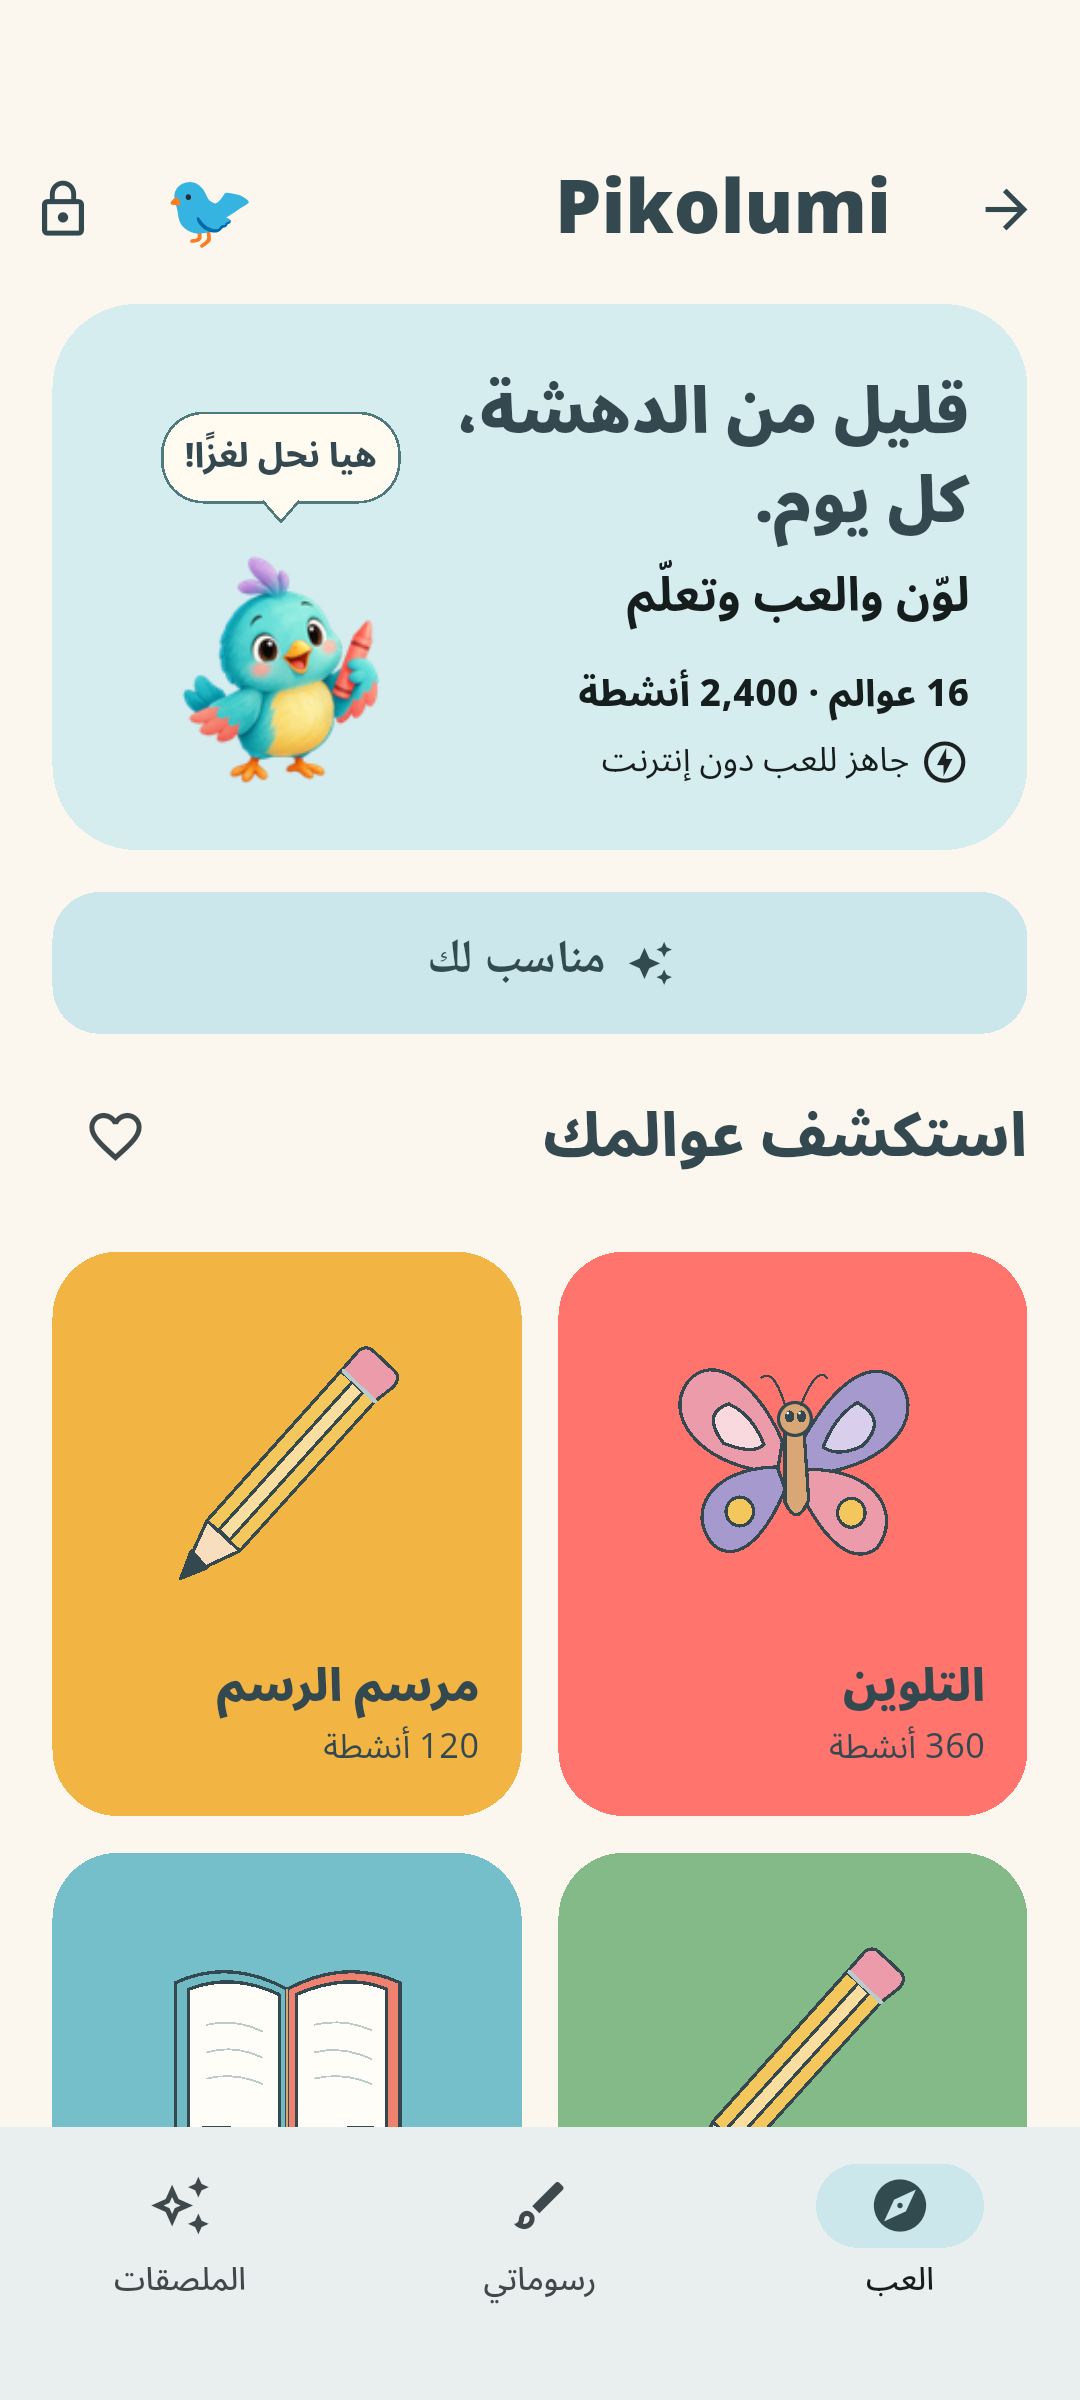 Pikolumi
قليل من الدهشة،
كل يوم.
لوّن والعب وتعلّم
16 عوالم · 2,400 أنشطة
جاهز للعب دون إنترنت
هيا نحل لغزًا!
مناسب لك
استكشف عوالمك
التلوين
360 أنشطة
مرسم الرسم
120 أنشطة
العب
رسوماتي
الملصقات